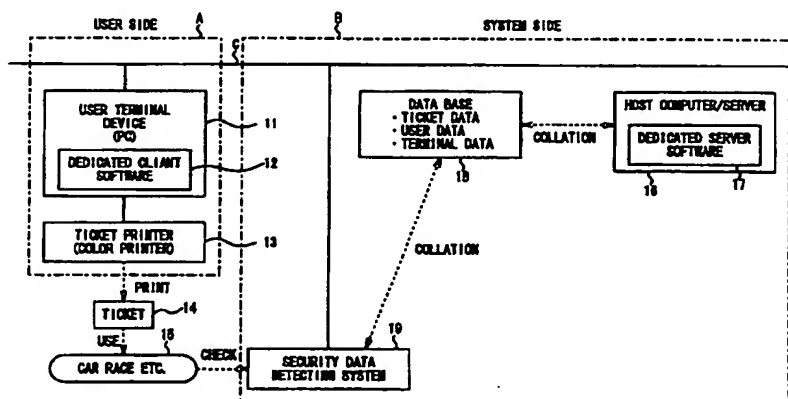 USER SIDE
A
B
SYSTEM SIDE
C
USER TERMINAL
DEVICE
(PC)
11
DEDICATED CLIENT
SOFTWARE
12
TICKET PRINTER
(COLOR PRINTER)
13
PRINT
TICKET
14
USE
15
CAR RACE ETC.
CHECK
DATA BASE
• TICKET DATA
• USER DATA
• TERMINAL DATA
18
COLLATION
HOST COMPUTER/SERVER
DEDICATED SERVER
SOFTWARE
16
17
COLLATION
19
SECURITY DATA
DETECTING SYSTEM